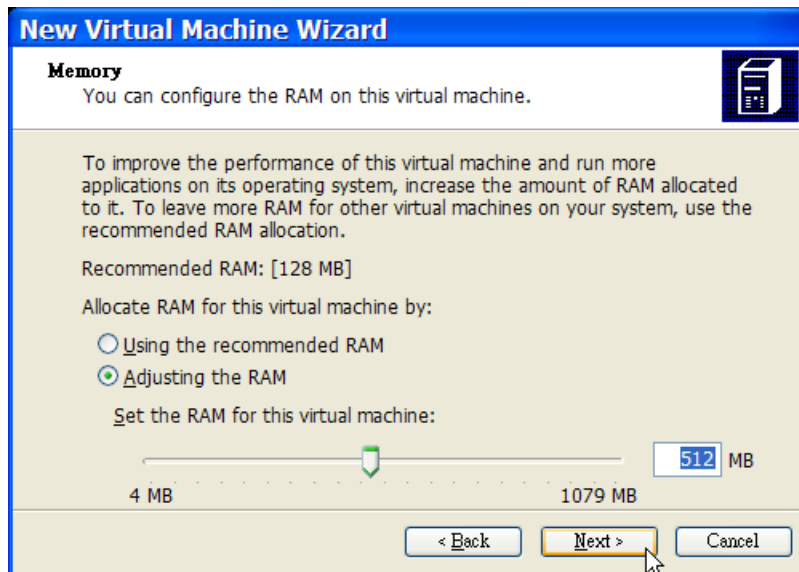 New Virtual Machine Wizard
Memory
You can configure the RAM on this virtual machine.
To improve the performance of this virtual machine and run more
applications on its operating system, increase the amount of RAM allocated
to it. To leave more RAM for other virtual machines on your system, use the
recommended RAM allocation.
Recommended RAM: [128 MB]
Allocate RAM for this virtual machine by:
Using the recommended RAM
Adjusting the RAM
Set the RAM for this virtual machine:
512 MB
4 MB 1079 MB
< Back Next > Cancel